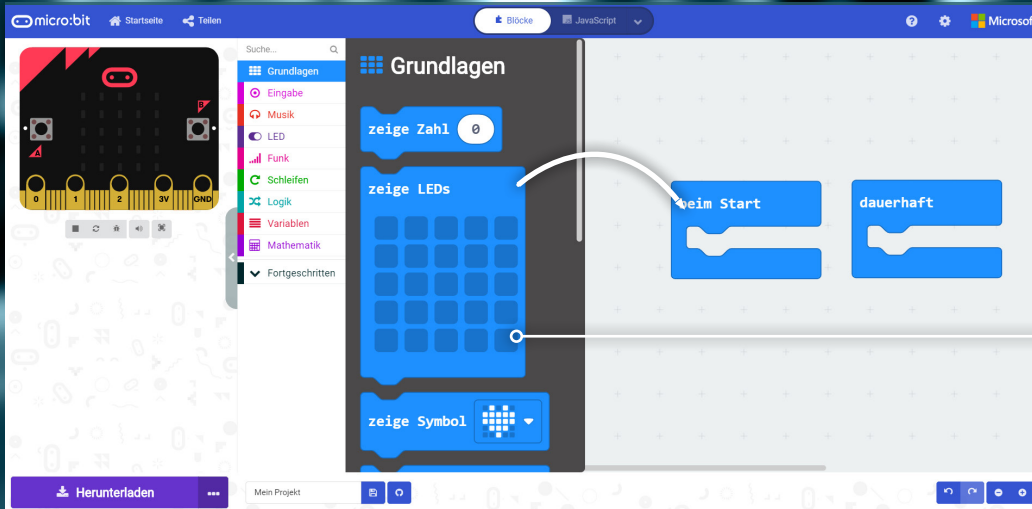 micro:bit Startseite Teilen Blöcke JavaScript Microsoft
Suche...
Grundlagen
Eingabe
Musik
LED
Funk
Schleifen
Logik
Variablen
Mathematik
Fortgeschritten
B
A
0 1 2 3V GND
Grundlagen
zeige Zahl 0
zeige LEDs
zeige Symbol
beim Start
dauerhaft
Herunterladen
Mein Projekt